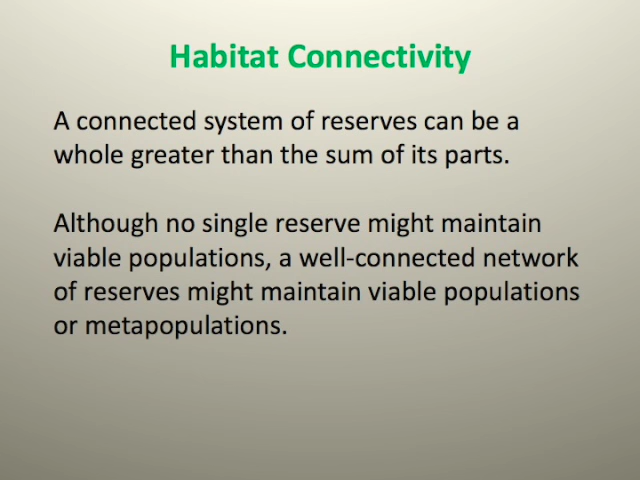 Habitat Connectivity
A connected system of reserves can be a
whole greater than the sum of its parts.
Although no single reserve might maintain
viable populations, a well-connected network
of reserves might maintain viable populations
or metapopulations.